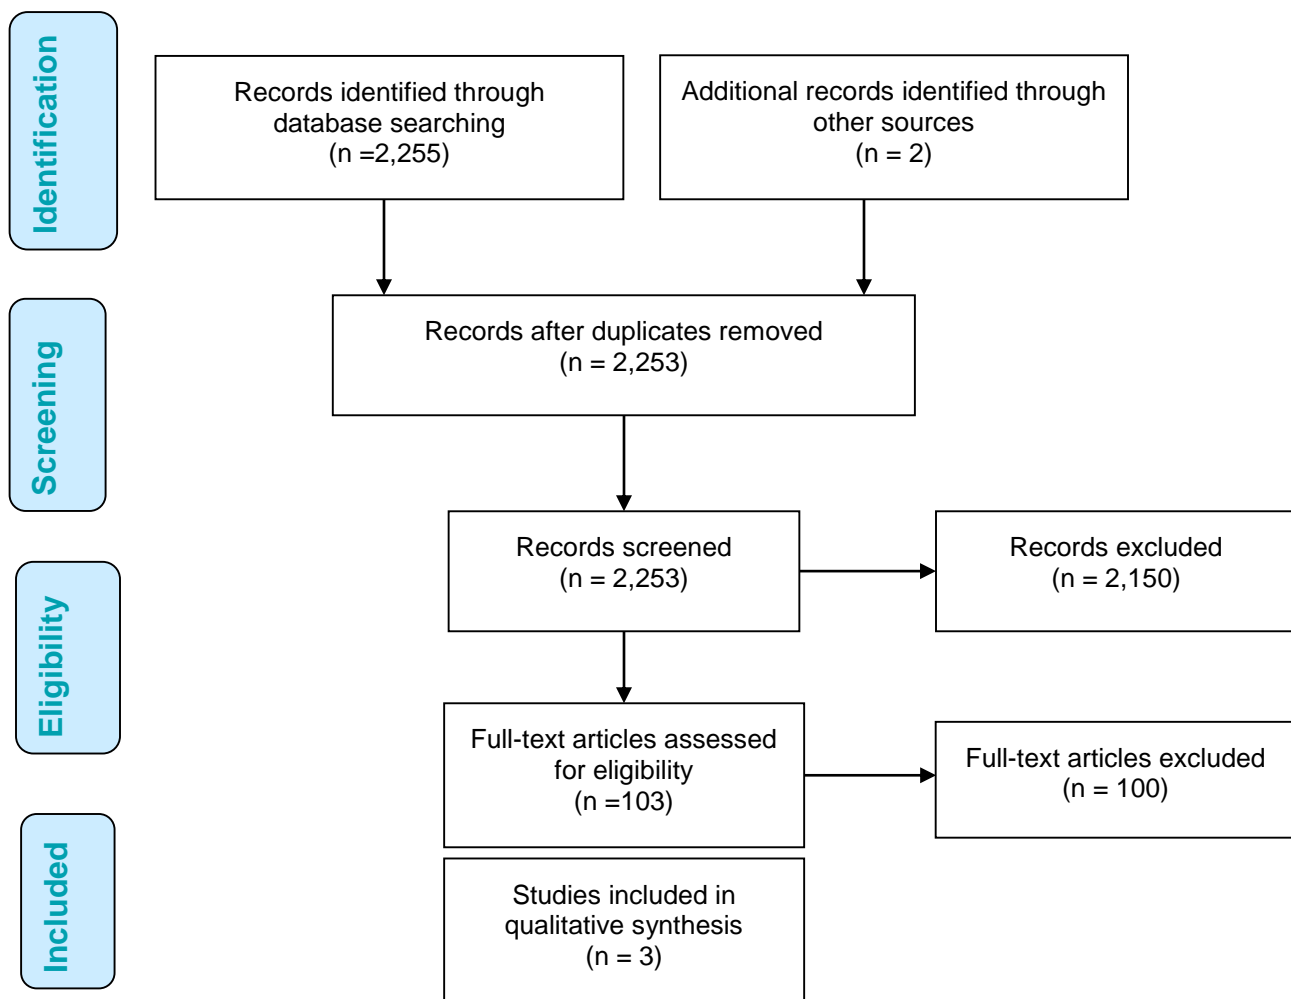 Identification
Records identified through
database searching
(n =2,255)
Additional records identified through
other sources
(n = 2)
Screening
Records after duplicates removed
(n = 2,253)
Records screened
(n = 2,253)
Records excluded
(n = 2,150)
Eligibility
Full-text articles assessed
for eligibility
(n =103)
Full-text articles excluded
(n = 100)
Included
Studies included in
qualitative synthesis
(n = 3)